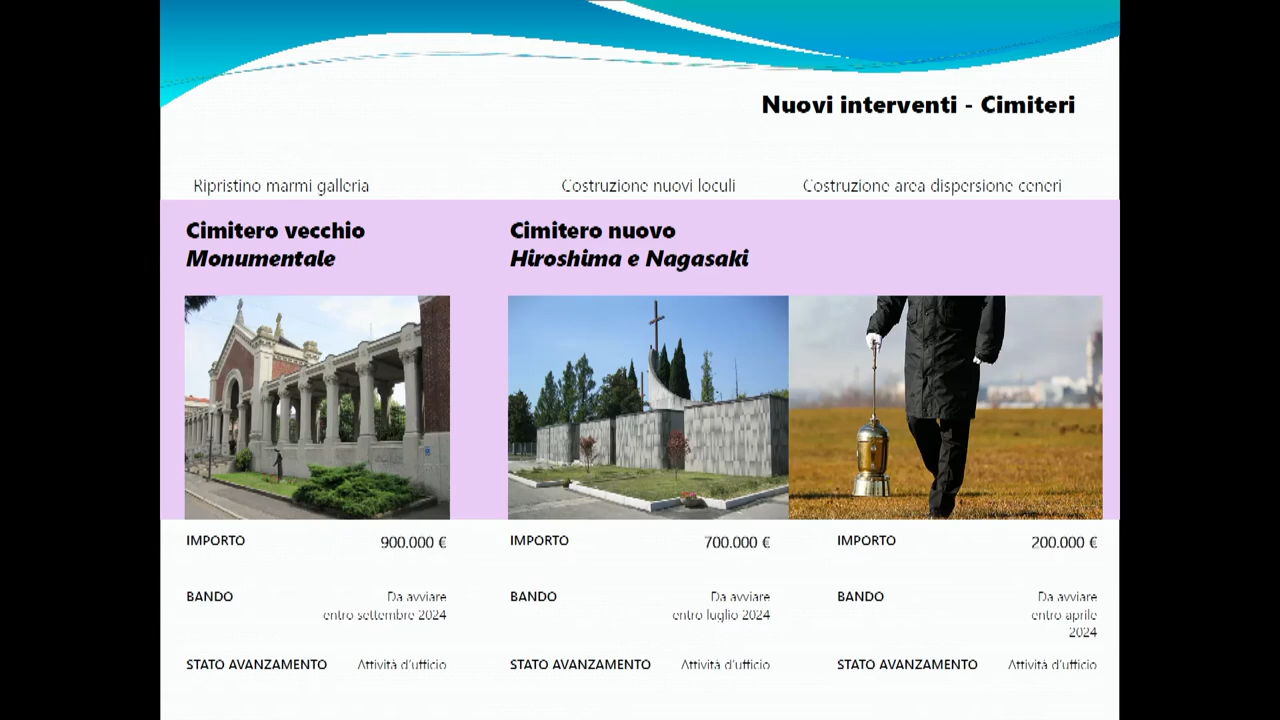 Nuovi interventi - Cimiteri
Ripristino marmi galleria
Costruzione nuovi loculi
Costruzione area dispersione ceneri
Cimitero vecchio
Monumentale
Cimitero nuovo
Hiroshima e Nagasaki
IMPORTO 900.000 €
BANDO Da avviare
entro settembre 2024
STATO AVANZAMENTO Attività d'ufficio
IMPORTO 700.000 €
BANDO Da avviare
entro luglio 2024
STATO AVANZAMENTO Attività d'ufficio
IMPORTO 200.000 €
BANDO Da avviare
entro aprile
2024
STATO AVANZAMENTO Attività d'ufficio